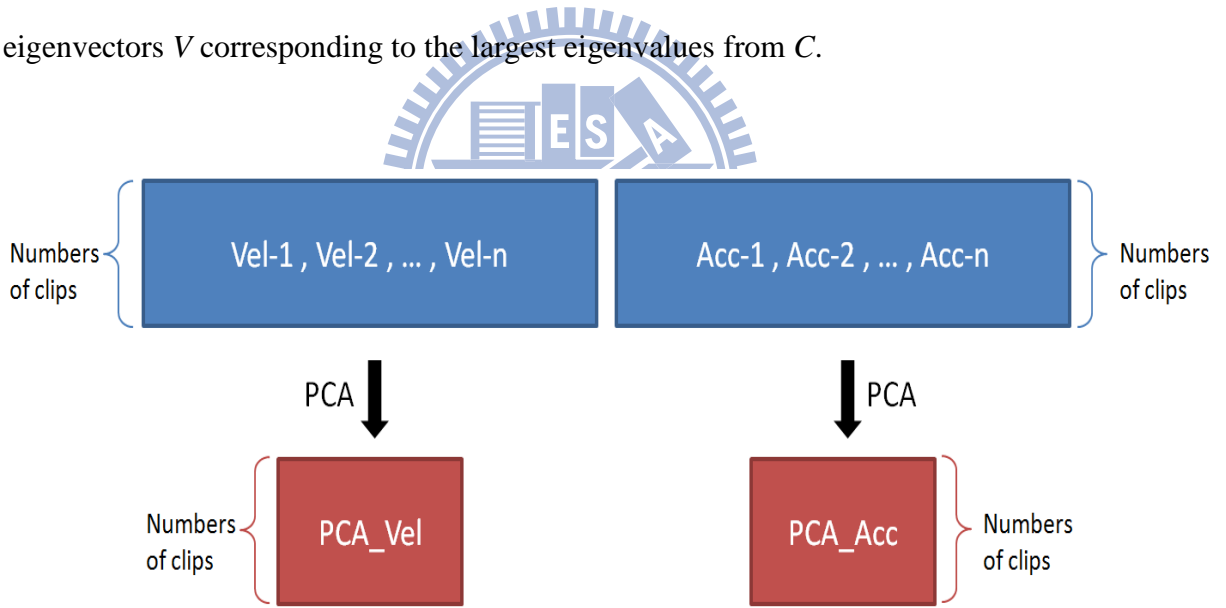 eigenvectors V corresponding to the largest eigenvalues from C.
E S A
Numbers of clips
Vel-1 , Vel-2 , ... , Vel-n
Acc-1 , Acc-2 , ... , Acc-n
Numbers of clips
PCA
PCA
Numbers of clips
PCA_Vel
PCA_Acc
Numbers of clips